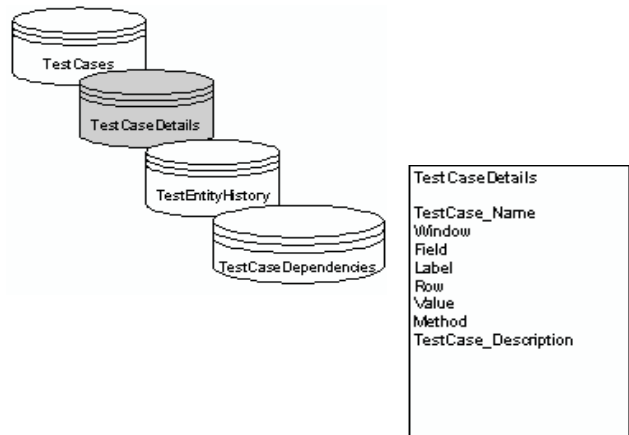 TestCases
TestCaseDetails
TestEntityHistory
TestCaseDependencies
TestCaseDetails
TestCase_Name
Window
Field
Label
Row
Value
Method
TestCase_Description